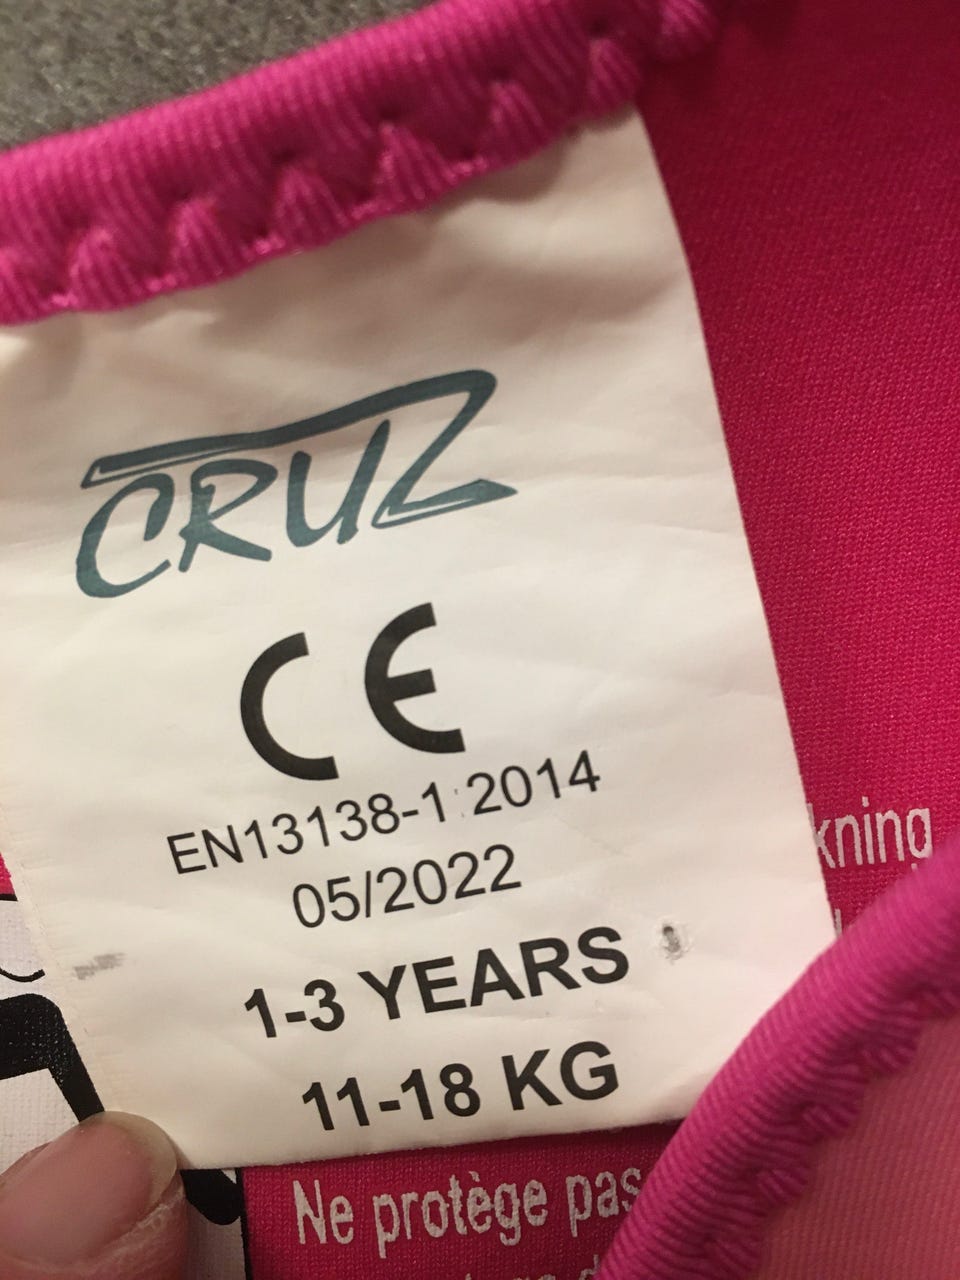 CRUZ
CE
EN13138-1:2014
05/2022
1-3 YEARS
11-18 KG
kning
Ne protège pas